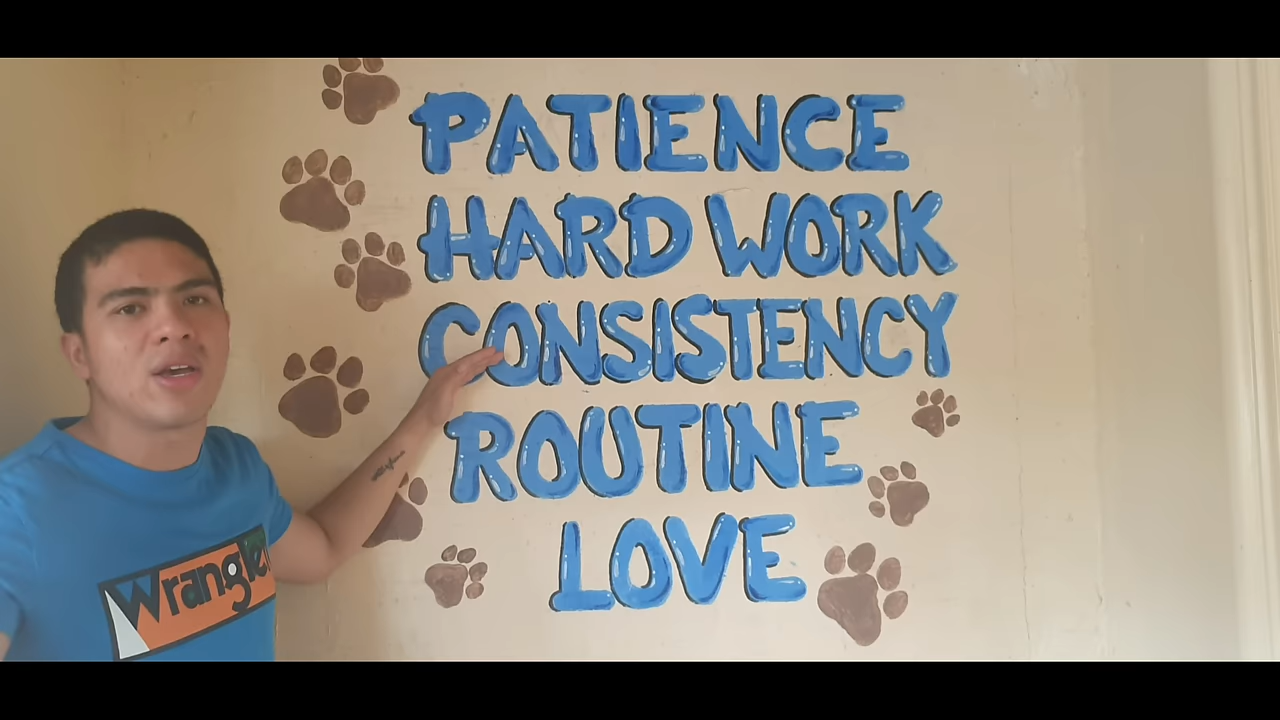 PATIENCE
HARD WORK
CONSISTENCY
ROUTINE
LOVE
Wrangler